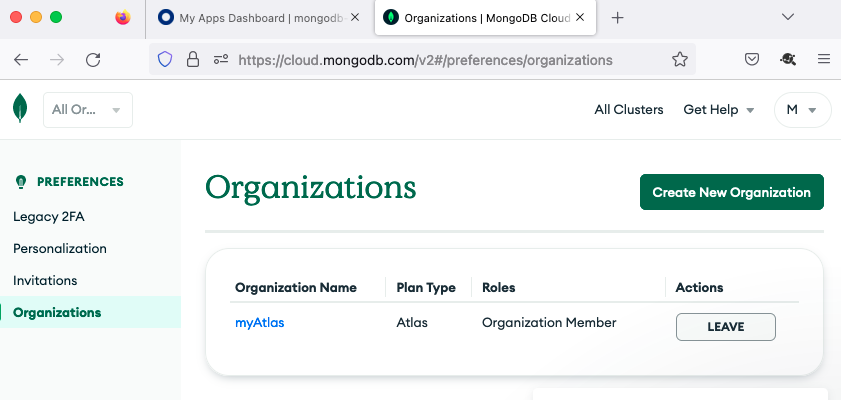 My Apps Dashboard | mongodb-
Organizations | MongoDB Cloud
https://cloud.mongodb.com/v2#/preferences/organizations
All Or...
All Clusters
Get Help
M
PREFERENCES
Legacy 2FA
Personalization
Invitations
Organizations
Organizations
Create New Organization
Organization Name Plan Type Roles Actions
myAtlas Atlas Organization Member LEAVE